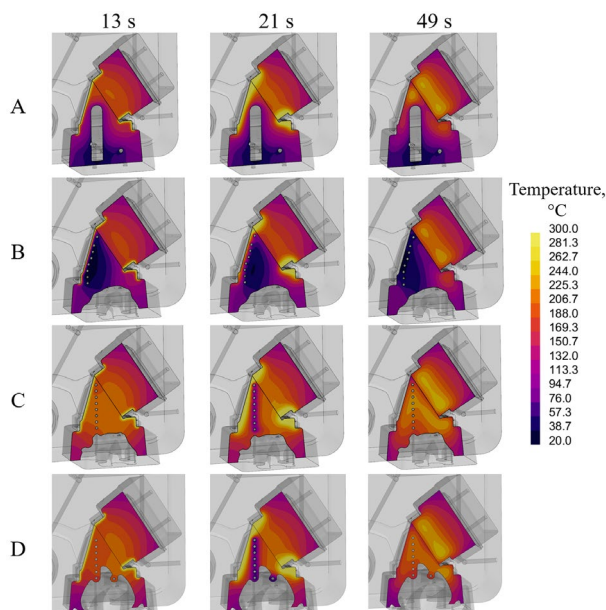 13 s 21 s 49 s
A
B
C
D
Temperature,
°C
300.0
281.3
262.7
244.0
225.3
206.7
188.0
169.3
150.7
132.0
113.3
94.7
76.0
57.3
38.7
20.0